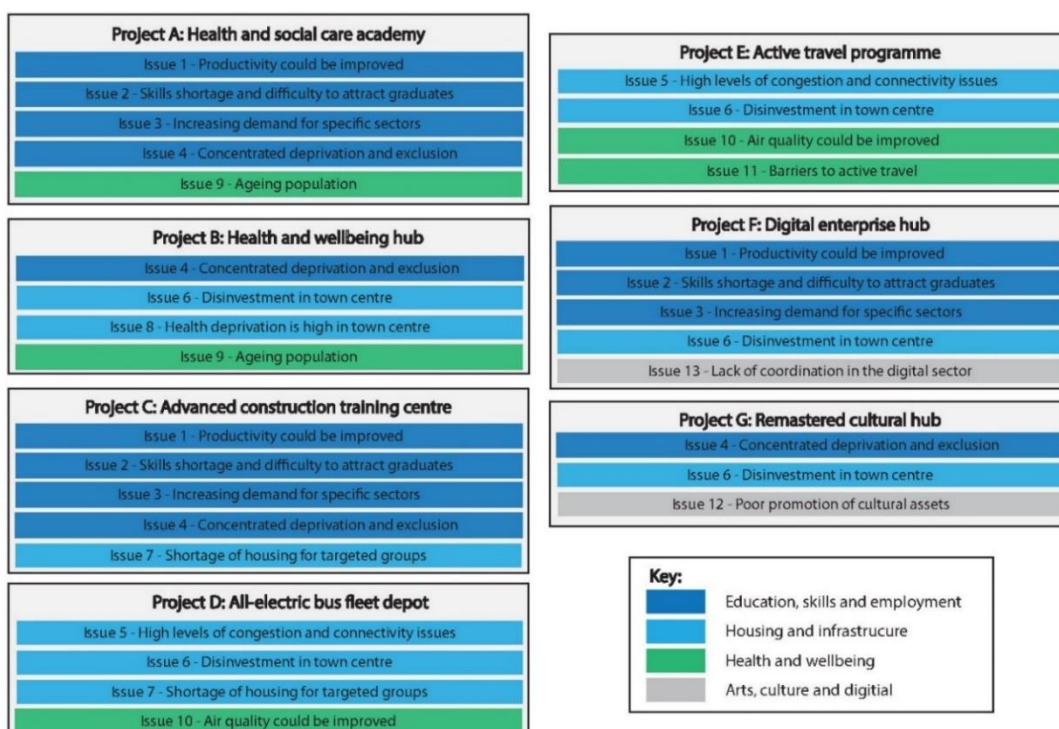 Project A: Health and social care academy
Issue 1 - Productivity could be improved
Issue 2 - Skills shortage and difficulty to attract graduates
Issue 3 - Increasing demand for specific sectors
Issue 4 - Concentrated deprivation and exclusion
Issue 9 - Ageing population
Project B: Health and wellbeing hub
Issue 4 - Concentrated deprivation and exclusion
Issue 6 - Disinvestment in town centre
Issue 8 - Health deprivation is high in town centre
Issue 9 - Ageing population
Project C: Advanced construction training centre
Issue 1 - Productivity could be improved
Issue 2 - Skills shortage and difficulty to attract graduates
Issue 3 - Increasing demand for specific sectors
Issue 4 - Concentrated deprivation and exclusion
Issue 7 - Shortage of housing for targeted groups
Project D: All-electric bus fleet depot
Issue 5 - High levels of congestion and connectivity issues
Issue 6 - Disinvestment in town centre
Issue 7 - Shortage of housing for targeted groups
Issue 10 - Air quality could be improved
Project E: Active travel programme
Issue 5 - High levels of congestion and connectivity issues
Issue 6 - Disinvestment in town centre
Issue 10 - Air quality could be improved
Issue 11 - Barriers to active travel
Project F: Digital enterprise hub
Issue 1 - Productivity could be improved
Issue 2 - Skills shortage and difficulty to attract graduates
Issue 3 - Increasing demand for specific sectors
Issue 6 - Disinvestment in town centre
Issue 13 - Lack of coordination in the digital sector
Project G: Remastered cultural hub
Issue 4 - Concentrated deprivation and exclusion
Issue 6 - Disinvestment in town centre
Issue 12 - Poor promotion of cultural assets
Key:
Education, skills and employment
Housing and infrastrucure
Health and wellbeing
Arts, culture and digitial